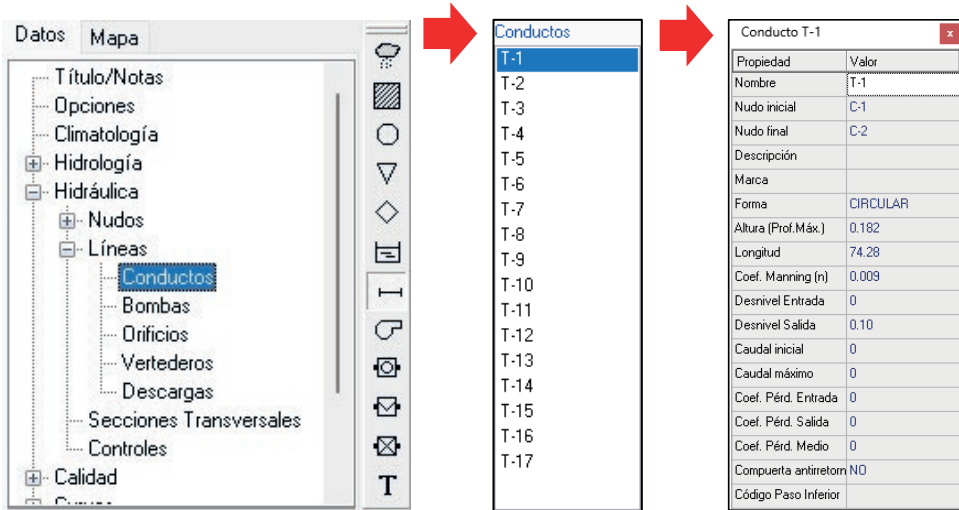 Datos Mapa
Título/Notas
Opciones
Climatología
Hidrología
Hidráulica
Nudos
Líneas
Conductos
Bombas
Orificios
Vertederos
Descargas
Secciones Transversales
Controles
Calidad
T
Conductos
T-1
T-2
T-3
T-4
T-5
T-6
T-7
T-8
T-9
T-10
T-11
T-12
T-13
T-14
T-15
T-16
T-17
Conducto T-1 x
Propiedad Valor
Nombre T-1
Nudo inicial C-1
Nudo final C-2
Descripción
Marca
Forma CIRCULAR
Altura (Prof.Máx.) 0.182
Longitud 74.28
Coef. Manning (n) 0.009
Desnivel Entrada 0
Desnivel Salida 0.10
Caudal inicial 0
Caudal máximo 0
Coef. Pérd. Entrada 0
Coef. Pérd. Salida 0
Coef. Pérd. Medio 0
Compuerta antirretorn NO
Código Paso Inferior